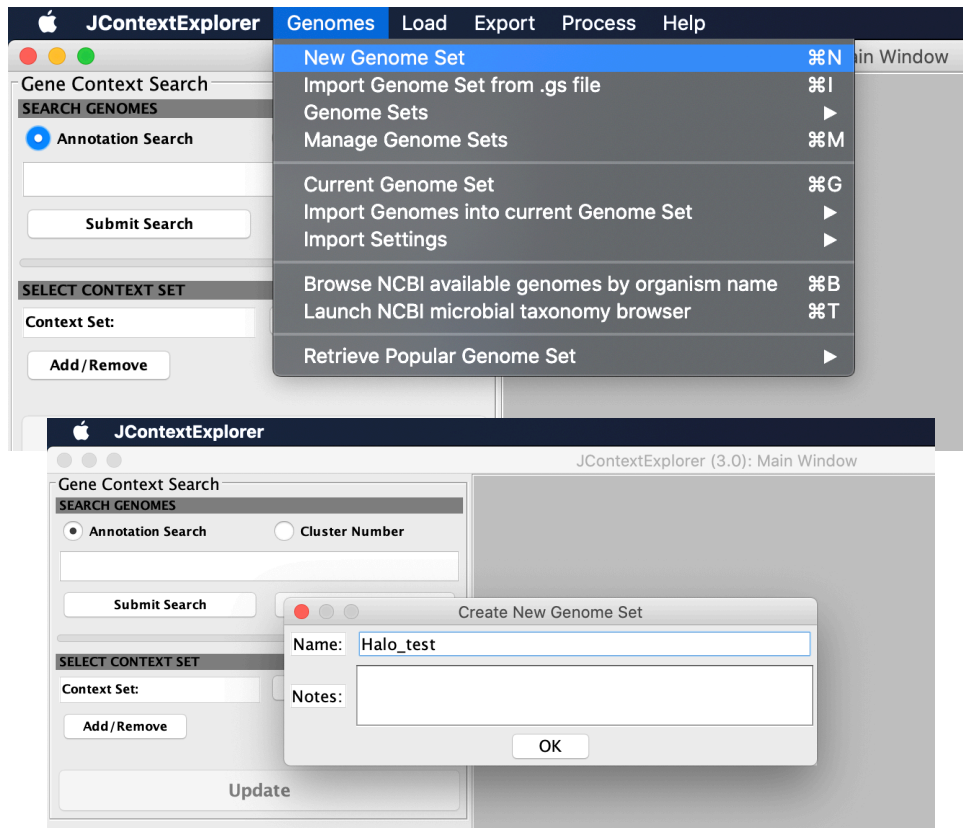 JContextExplorer Genomes Load Export Process Help
ain Window
New Genome Set ⌘N
Import Genome Set from .gs file ⌘I
Genome Sets ▶
Manage Genome Sets ⌘M
Current Genome Set ⌘G
Import Genomes into current Genome Set ▶
Import Settings ▶
Browse NCBI available genomes by organism name ⌘B
Launch NCBI microbial taxonomy browser ⌘T
Retrieve Popular Genome Set ▶
Gene Context Search
SEARCH GENOMES
Annotation Search
Submit Search
SELECT CONTEXT SET
Context Set:
Add/Remove
JContextExplorer
JContextExplorer (3.0): Main Window
Gene Context Search
SEARCH GENOMES
Annotation Search Cluster Number
Submit Search
SELECT CONTEXT SET
Context Set:
Add/Remove
Update
Create New Genome Set
Name: Halo_test
Notes:
OK